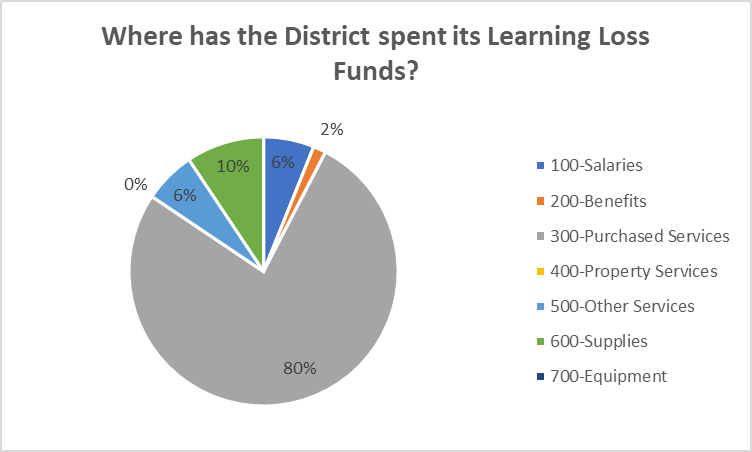 Where has the District spent its Learning Loss
Funds?
2%
6%
10%
0%
6%
80%
100-Salaries
200-Benefits
300-Purchased Services
400-Property Services
500-Other Services
600-Supplies
700-Equipment